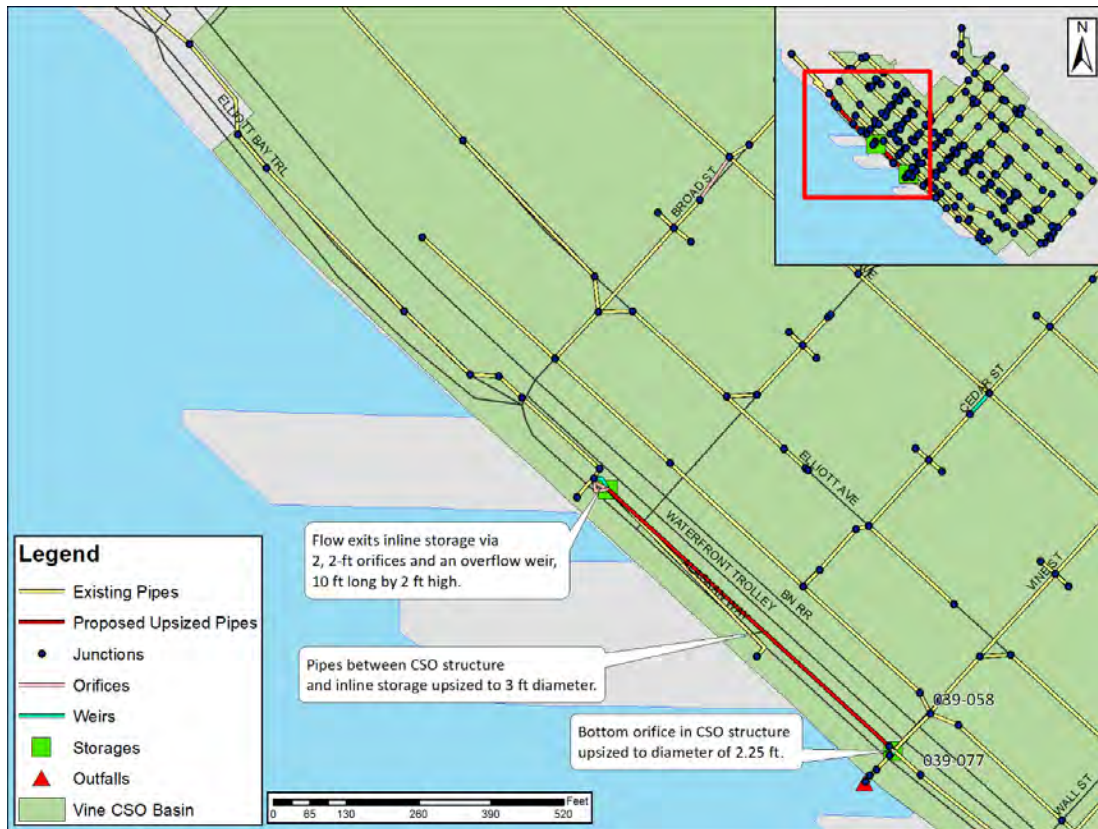 N
ELLIOTT BAY TRL
BROAD ST
CEDAR ST
ELLIOTT AVE
WATERFRONT TROLLEY
BN RR
VINE ST
Flow exits inline storage via
2, 2-ft orifices and an overflow weir,
10 ft long by 2 ft high.
Pipes between CSO structure
and inline storage upsized to 3 ft diameter.
Bottom orifice in CSO structure
upsized to diameter of 2.25 ft.
039-058
039-077
WALL ST
Legend
Existing Pipes
Proposed Upsized Pipes
Junctions
Orifices
Weirs
Storages
Outfalls
Vine CSO Basin
Feet
0 65 130 260 390 520